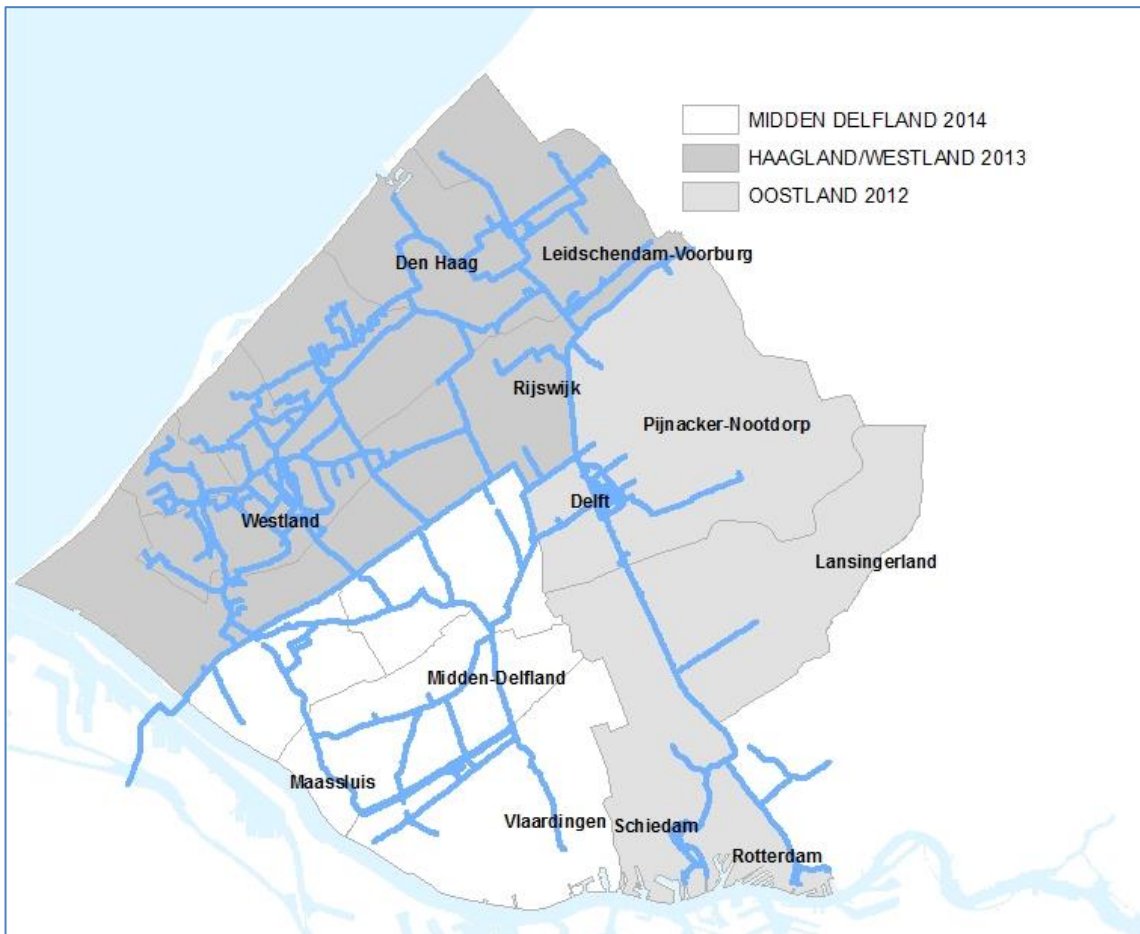 MIDDEN DELFLAND 2014
HAAGLAND/WESTLAND 2013
OOSTLAND 2012
Leidschendam-Voorburg
Den Haag
Rijswijk
Pijnacker-Nootdorp
Delft
Westland
Lansingerland
Midden-Delfland
Maassluis
Vlaardingen
Schiedam
Rotterdam